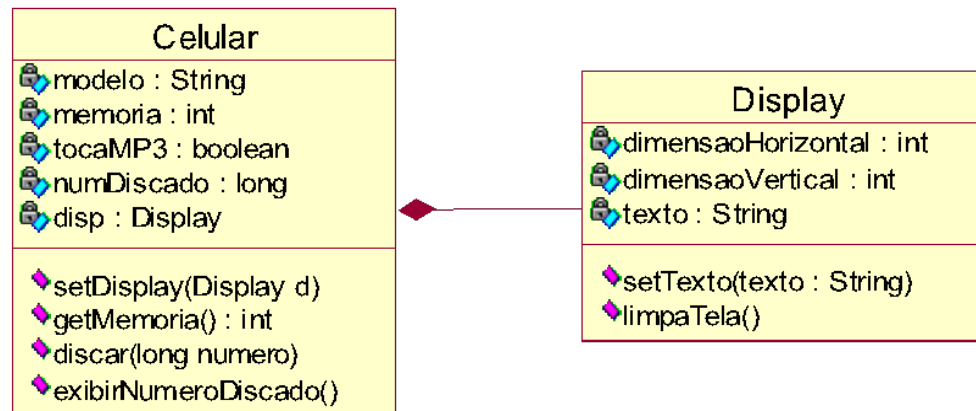 Celular
modelo : String
memoria : int
tocaMP3 : boolean
numDiscado : long
disp : Display
setDisplay(Display d)
getMemoria() : int
discar(long numero)
exibirNumeroDiscado()
Display
dimensaoHorizontal : int
dimensaoVertical : int
texto : String
setTexto(texto : String)
limpaTela()